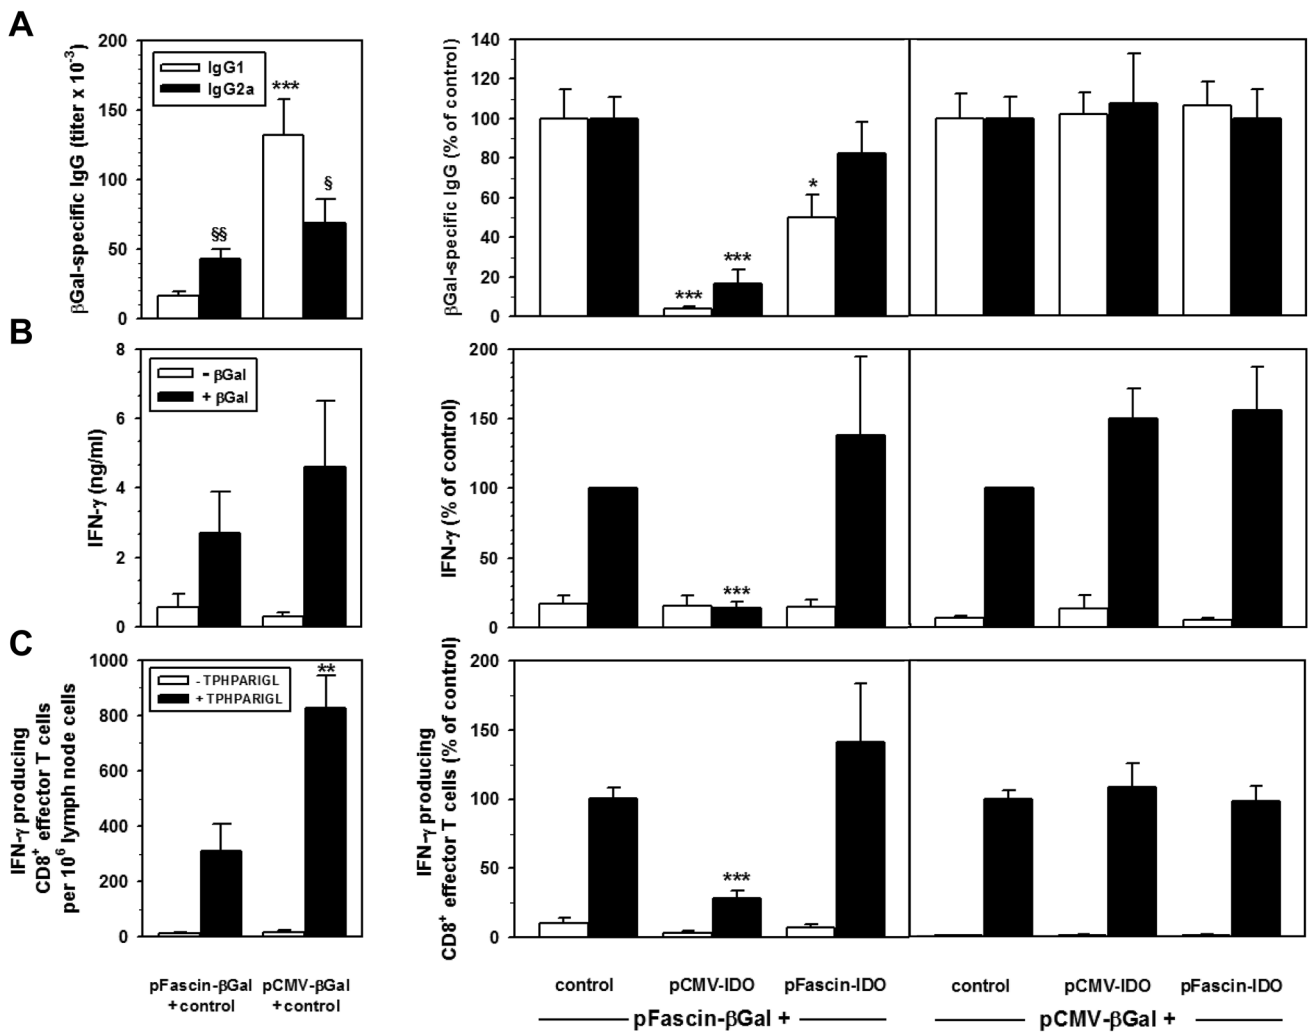 A
βGal-specific IgG (titer x 10⁻³)
200
150
100
50
0
IgG1
IgG2a
***
§§
§
βGal-specific IgG (% of control)
140
120
100
80
60
40
20
0
***
***
*
B
IFN-γ (ng/ml)
8
6
4
2
0
- βGal
+ βGal
IFN-γ (% of control)
200
150
100
50
0
***
C
IFN-γ producing
CD8⁺ effector T cells
per 10⁶ lymph node cells
1000
800
600
400
200
0
- TPHPARIGL
+ TPHPARIGL
**
IFN-γ producing
CD8⁺ effector T cells (% of control)
200
150
100
50
0
***
pFascin-βGal
+ control
pCMV-βGal
+ control
control
pCMV-IDO
pFascin-IDO
pFascin-βGal +
control
pCMV-IDO
pFascin-IDO
pCMV-βGal +